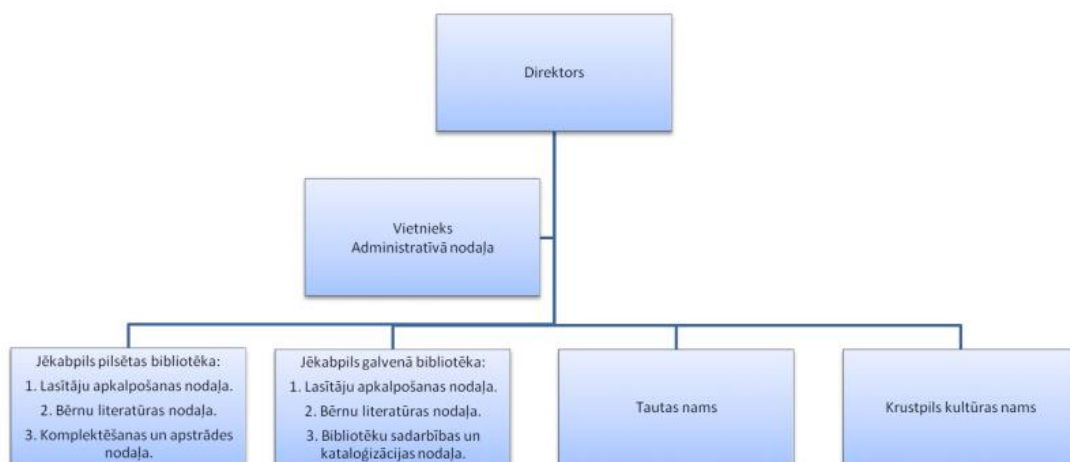 Direktors
Vietnieks
Administratīvā nodaļa
Jēkabpils pilsētas bibliotēka:
1. Lasītāju apkalpošanas nodaļa.
2. Bērnu literatūras nodaļa.
3. Komplektēšanas un apstrādes
nodaļa.
Jēkabpils galvenā bibliotēka:
1. Lasītāju apkalpošanas nodaļa.
2. Bērnu literatūras nodaļa.
3. Bibliotēku sadarbības un
kataloģizācijas nodaļa.
Tautas nams
Krustpils kultūras nams